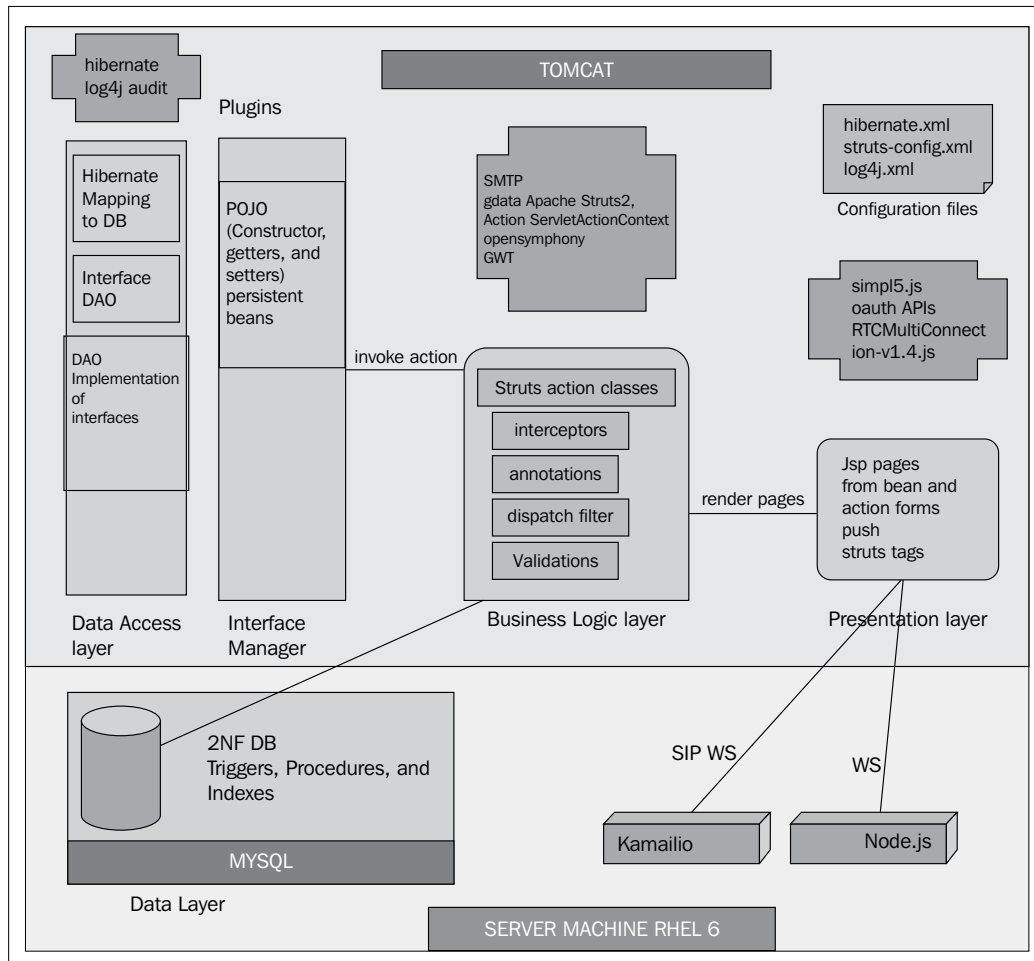 hibernate
log4j audit
TOMCAT
Plugins
hibernate.xml
struts-config.xml
log4j.xml
Configuration files
Hibernate
Mapping
to DB
Interface
DAO
DAO
Implementation
of
interfaces
POJO
(Constructor,
getters, and
setters)
persistent
beans
SMTP
gdata Apache Struts2,
Action ServletActionContext
opensymphony
GWT
simpl5.js
oauth APIs
RTCMultiConnect
ion-v1.4.js
invoke action
Struts action classes
interceptors
annotations
dispatch filter
Validations
render pages
Jsp pages
from bean and
action forms
push
struts tags
Data Access
layer
Interface
Manager
Business Logic layer
Presentation layer
2NF DB
Triggers, Procedures, and
Indexes
MYSQL
Data Layer
SIP WS
WS
Kamailio
Node.js
SERVER MACHINE RHEL 6